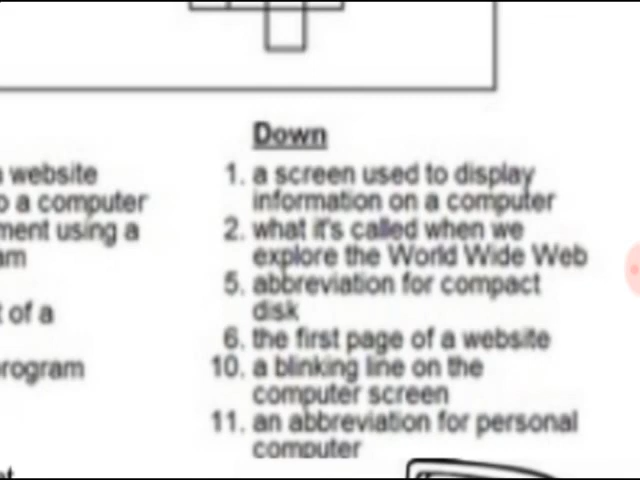 Down
website
1. a screen used to display
a computer
information on a computer
ment using a
2. what it's called when we
am
explore the World Wide Web
5. abbreviation for compact
t of a
disk
6. the first page of a website
rogram
10. a blinking line on the
computer screen
11. an abbreviation for personal
computer